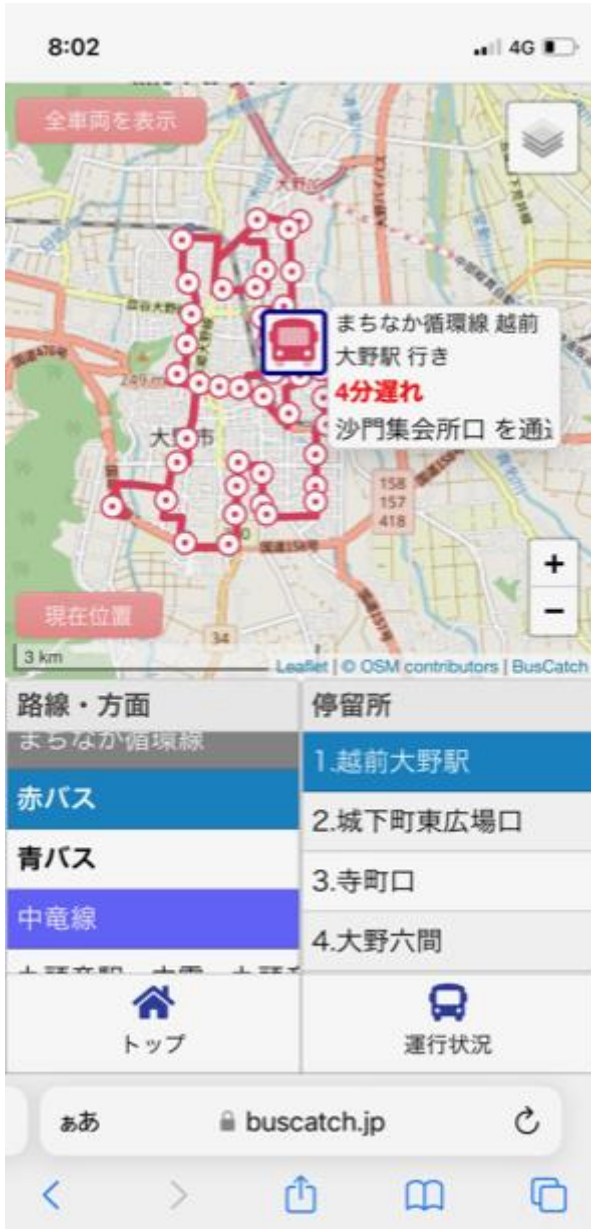 8:02
4G
全車両を表示
まちなか循環線 越前
大野駅 行き
4分遅れ
沙門集会所口 を通
249 m
大野市
158
157
418
現在位置
34
3 km
Leaflet | © OSM contributors | BusCatch
+
−
路線・方面
停留所
まちなか循環線
1.越前大野駅
赤バス
2.城下町東広場口
青バス
3.寺町口
中竜線
4.大野六間
トップ
運行状況
ぁあ
buscatch.jp